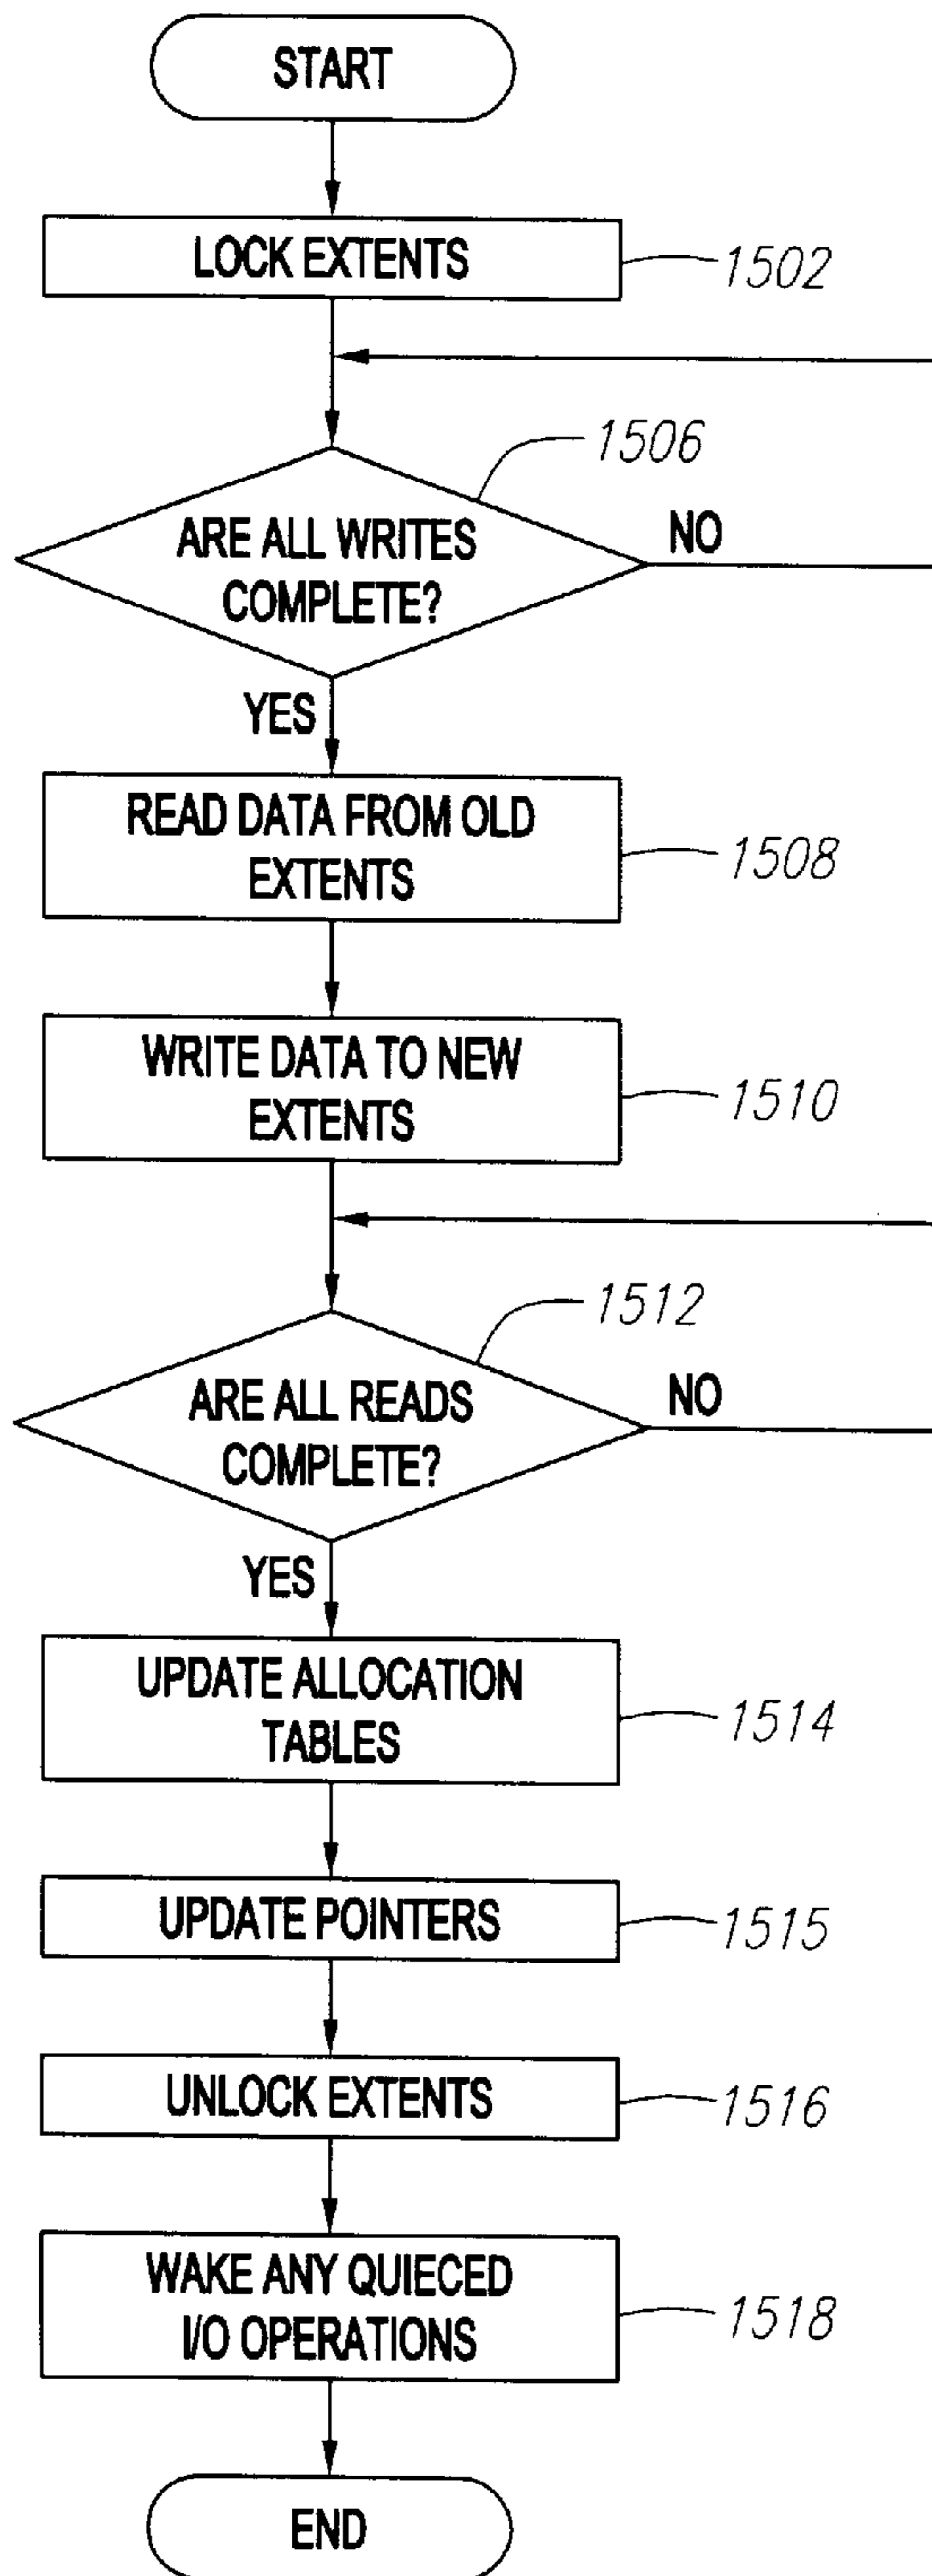 START
LOCK EXTENTS
1502
1506
ARE ALL WRITES
COMPLETE?
NO
YES
READ DATA FROM OLD
EXTENTS
1508
WRITE DATA TO NEW
EXTENTS
1510
1512
ARE ALL READS
COMPLETE?
NO
YES
UPDATE ALLOCATION
TABLES
1514
UPDATE POINTERS
1515
UNLOCK EXTENTS
1516
WAKE ANY QUIECED
I/O OPERATIONS
1518
END